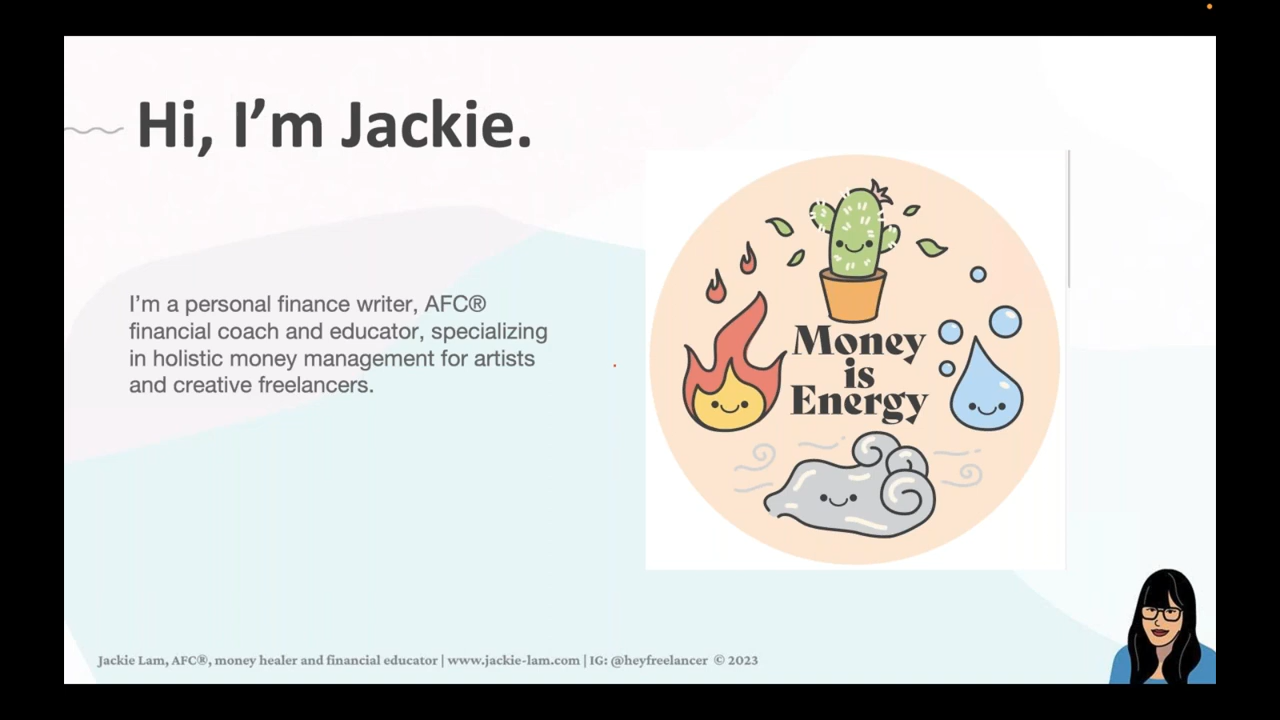 Hi, I’m Jackie.
I’m a personal finance writer, AFC®
financial coach and educator, specializing
in holistic money management for artists
and creative freelancers.
Money
is
Energy
Jackie Lam, AFC®, money healer and financial educator | www.jackie-lam.com | IG: @heyfreelancer © 2023